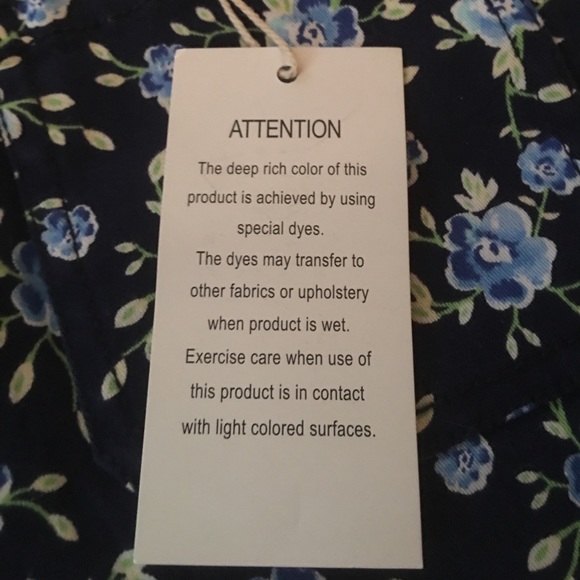 ATTENTION
The deep rich color of this
product is achieved by using
special dyes.
The dyes may transfer to
other fabrics or upholstery
when product is wet.
Exercise care when use of
this product is in contact
with light colored surfaces.